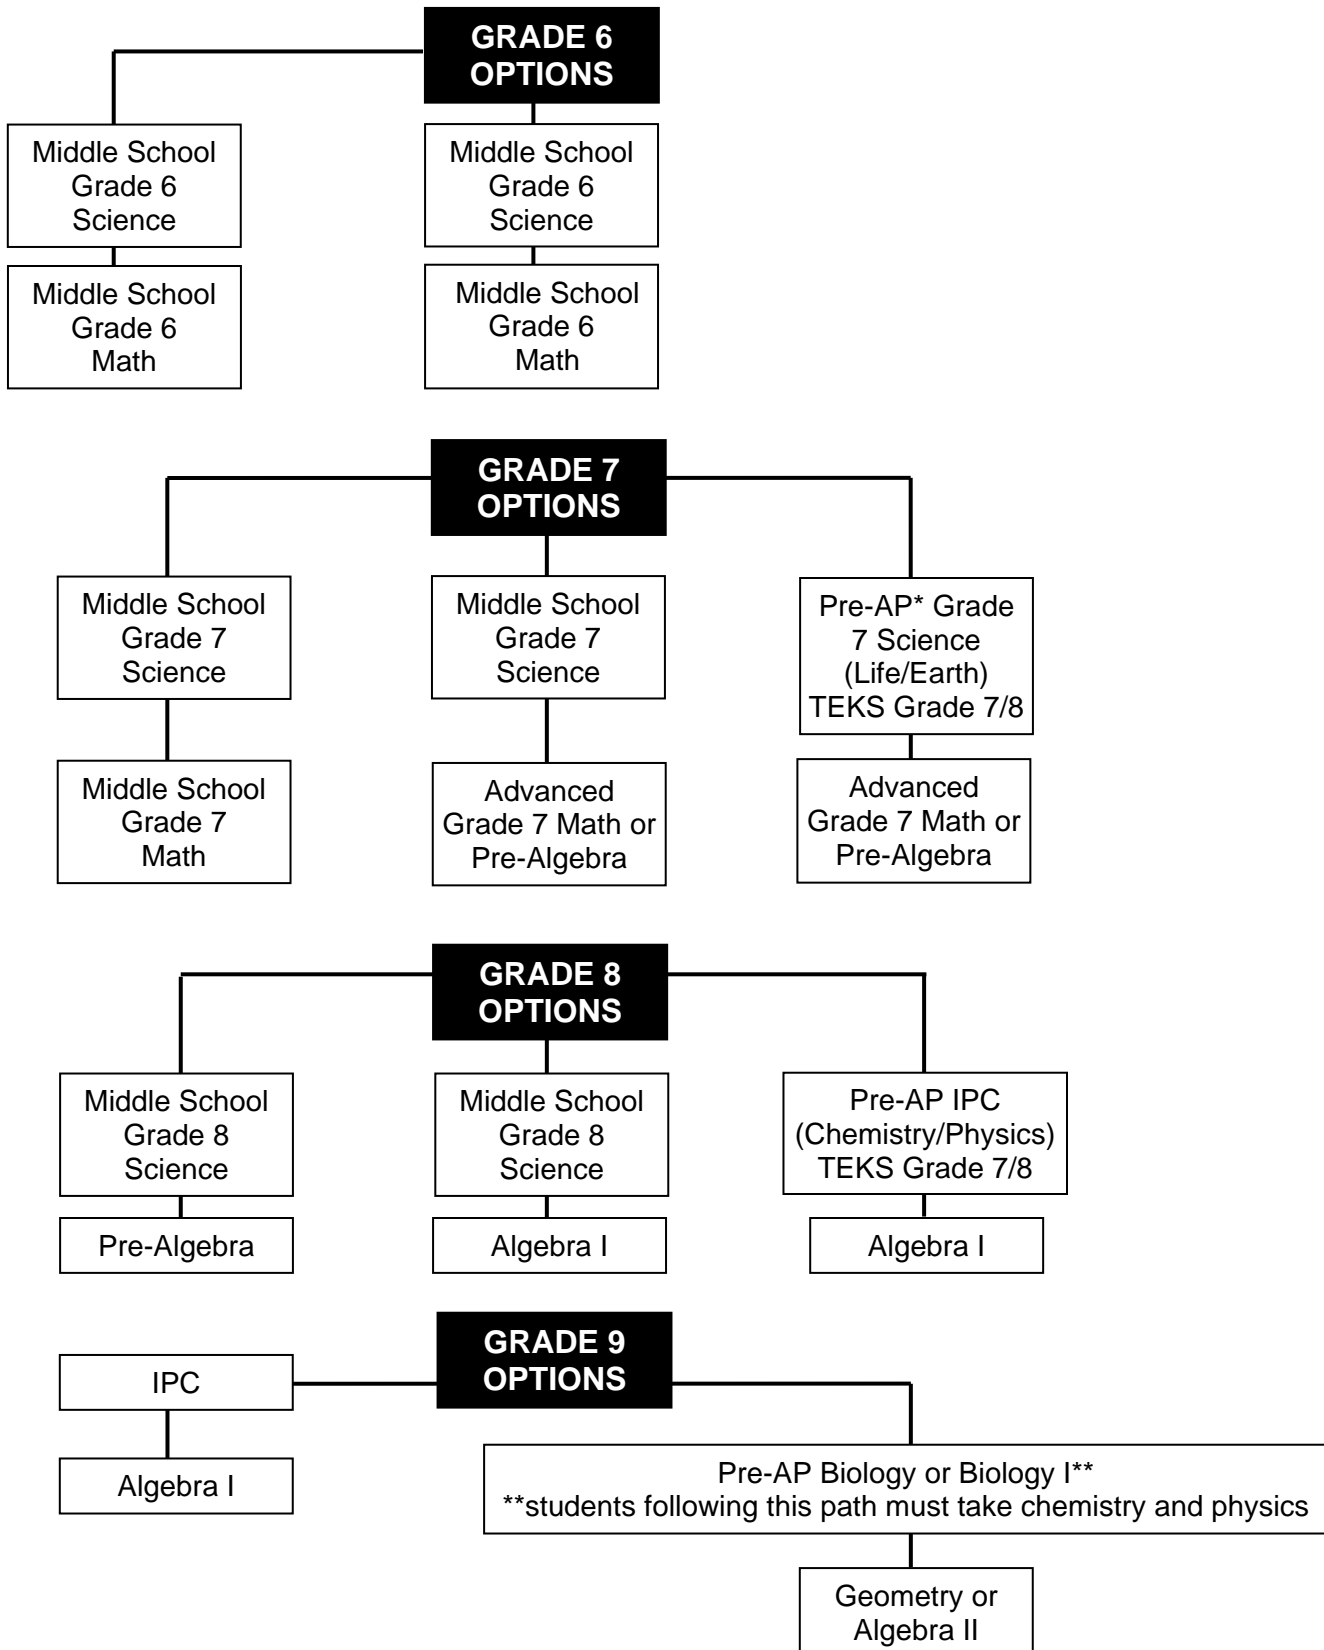 GRADE 6
OPTIONS
Middle School
Grade 6
Science
Middle School
Grade 6
Math
Middle School
Grade 6
Science
Middle School
Grade 6
Math
GRADE 7
OPTIONS
Middle School
Grade 7
Science
Middle School
Grade 7
Math
Middle School
Grade 7
Science
Advanced
Grade 7 Math or
Pre-Algebra
Pre-AP* Grade
7 Science
(Life/Earth)
TEKS Grade 7/8
Advanced
Grade 7 Math or
Pre-Algebra
GRADE 8
OPTIONS
Middle School
Grade 8
Science
Pre-Algebra
Middle School
Grade 8
Science
Algebra I
Pre-AP IPC
(Chemistry/Physics)
TEKS Grade 7/8
Algebra I
GRADE 9
OPTIONS
IPC
Algebra I
Pre-AP Biology or Biology I**
**students following this path must take chemistry and physics
Geometry or
Algebra II